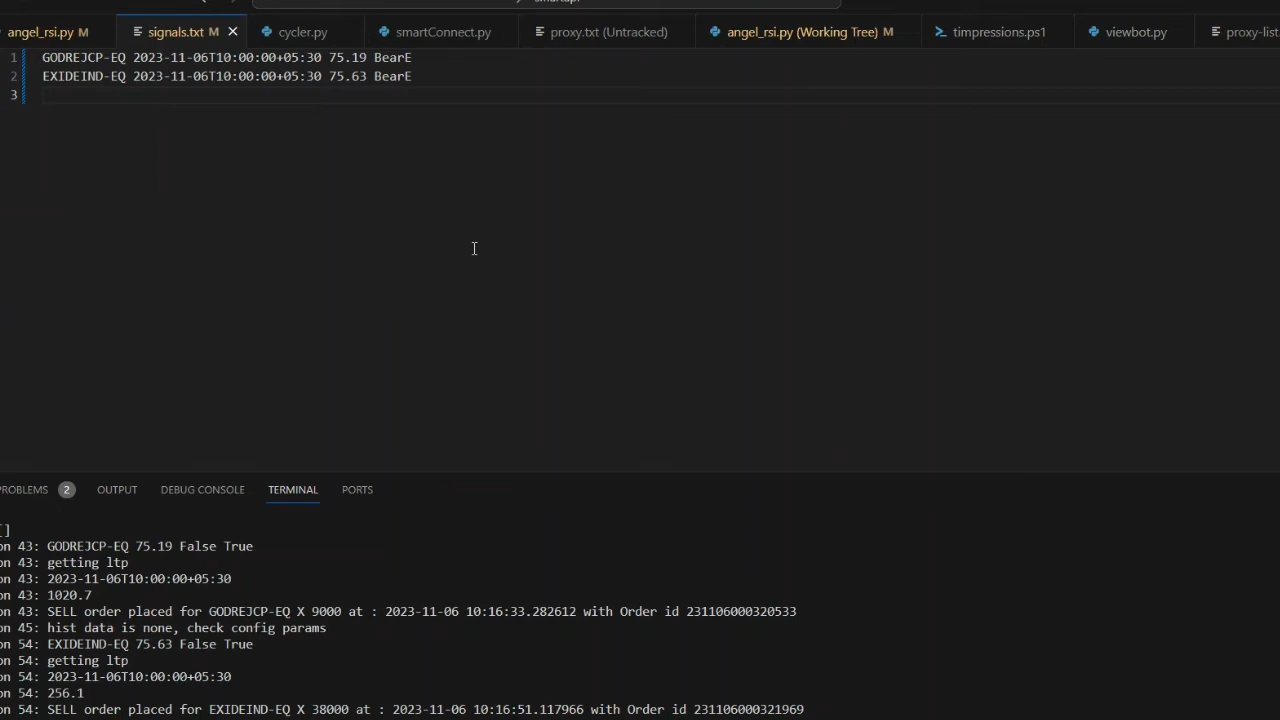 angel_rsi.py M signals.txt M cycler.py smartConnect.py proxy.txt (Untracked) angel_rsi.py (Working Tree) M timpressions.ps1 viewbot.py proxy-list.
1 GODREJCP-EQ 2023-11-06T10:00:00+05:30 75.19 BearE
2 EXIDEIND-EQ 2023-11-06T10:00:00+05:30 75.63 BearE
3
ROBLEMS 2 OUTPUT DEBUG CONSOLE TERMINAL PORTS
[]
on 43: GODREJCP-EQ 75.19 False True
on 43: getting ltp
on 43: 2023-11-06T10:00:00+05:30
on 43: 1020.7
on 43: SELL order placed for GODREJCP-EQ X 9000 at : 2023-11-06 10:16:33.282612 with Order id 231106000320533
on 45: hist data is none, check config params
on 54: EXIDEIND-EQ 75.63 False True
on 54: getting ltp
on 54: 2023-11-06T10:00:00+05:30
on 54: 256.1
on 54: SELL order placed for EXIDEIND-EQ X 38000 at : 2023-11-06 10:16:51.117966 with Order id 231106000321969